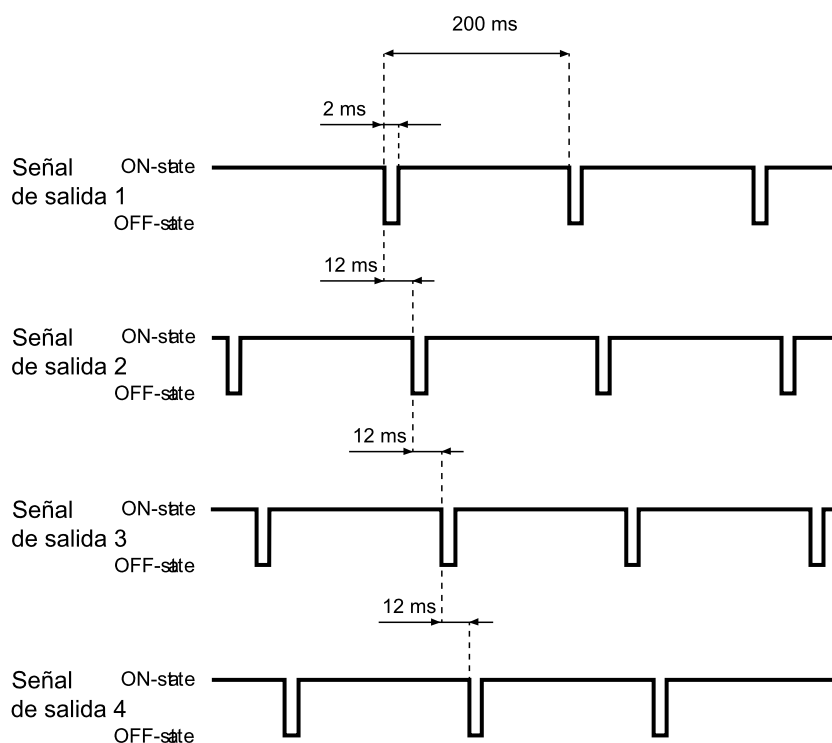 200 ms
2 ms
Señal ON-state
de salida 1
OFF-state
12 ms
Señal ON-state
de salida 2
OFF-state
12 ms
Señal ON-state
de salida 3
OFF-state
12 ms
Señal ON-state
de salida 4
OFF-state